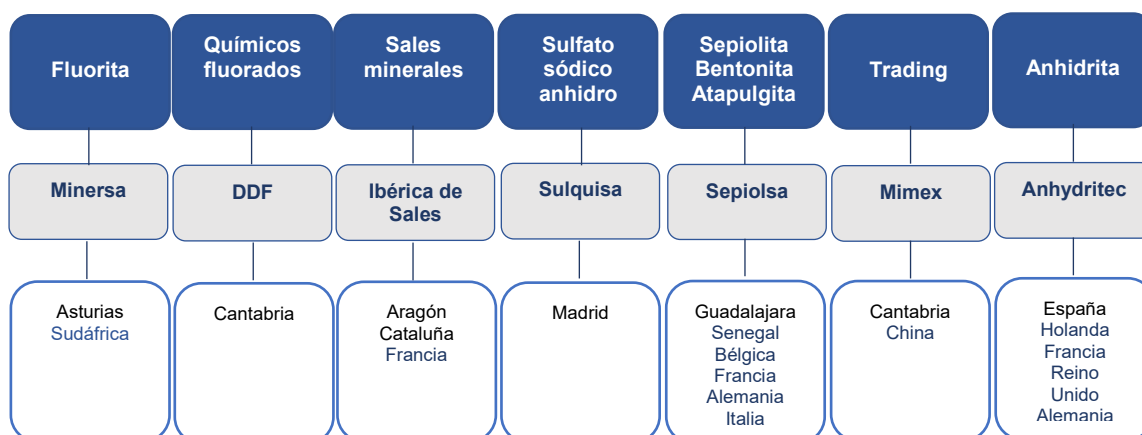 Fluorita
Químicos
fluorados
Sales
minerales
Sulfato
sódico
anhidro
Sepiolita
Bentonita
Atapulgita
Trading
Anhidrita
Minersa
DDF
Ibérica de
Sales
Sulquisa
Sepiolsa
Mimex
Anhydritec
Asturias
Sudáfrica
Cantabria
Aragón
Cataluña
Francia
Madrid
Guadalajara
Senegal
Bélgica
Francia
Alemania
Italia
Cantabria
China
España
Holanda
Francia
Reino
Unido
Alemania